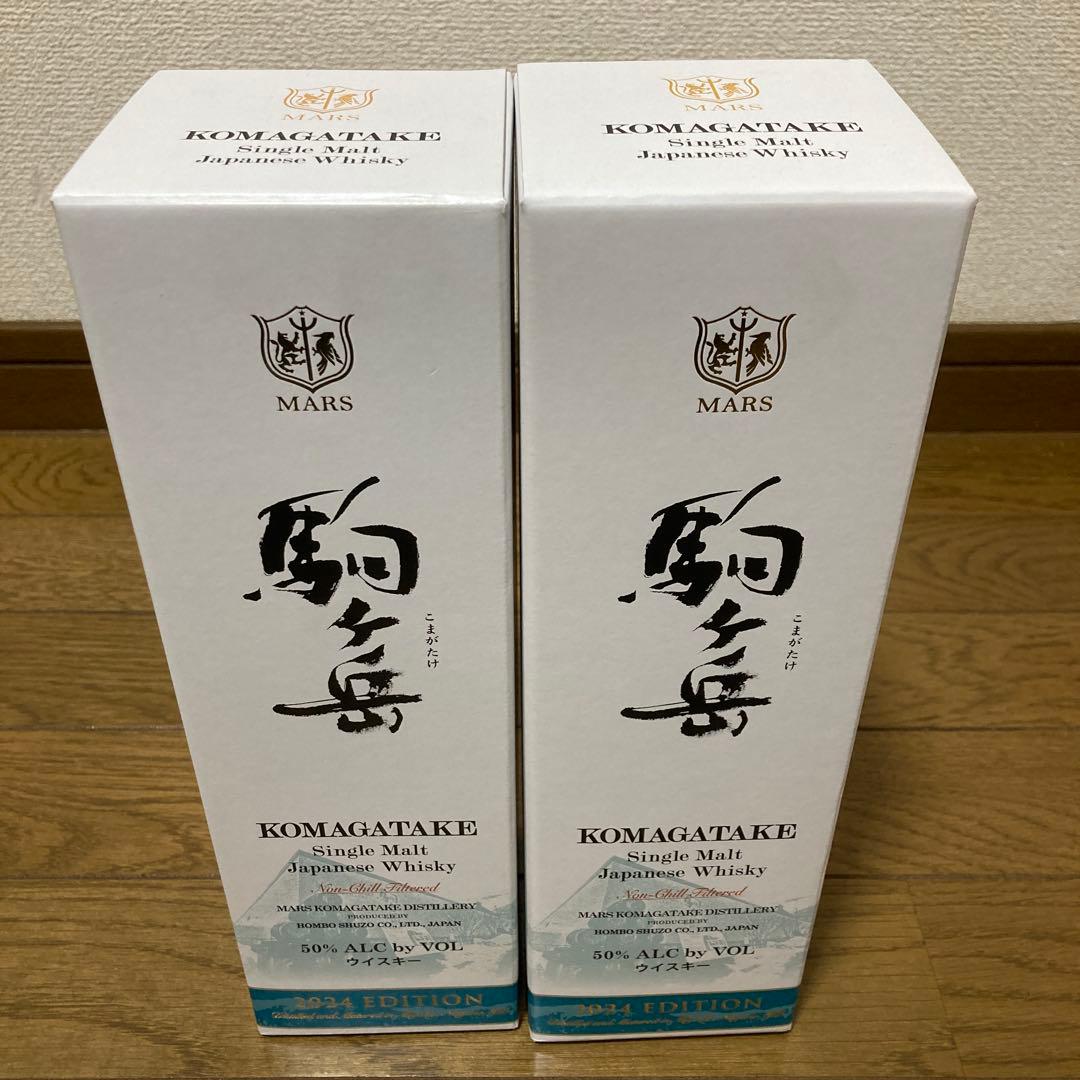 MARS
KOMAGATAKE
Single Malt
Japanese Whisky
MARS
駒ヶ岳
こまがたけ
KOMAGATAKE
Single Malt
Japanese Whisky
Non-Chill Filtered
MARS KOMAGATAKE DISTILLERY
PRODUCED BY
HOMBO SHUZO CO., LTD., JAPAN
50% ALC by VOL
ウイスキー
2024 EDITION
MARS
KOMAGATAKE
Single Malt
Japanese Whisky
MARS
駒ヶ岳
こまがたけ
KOMAGATAKE
Single Malt
Japanese Whisky
Non-Chill Filtered
MARS KOMAGATAKE DISTILLERY
PRODUCED BY
HOMBO SHUZO CO., LTD., JAPAN
50% ALC by VOL
ウイスキー
2024 EDITION